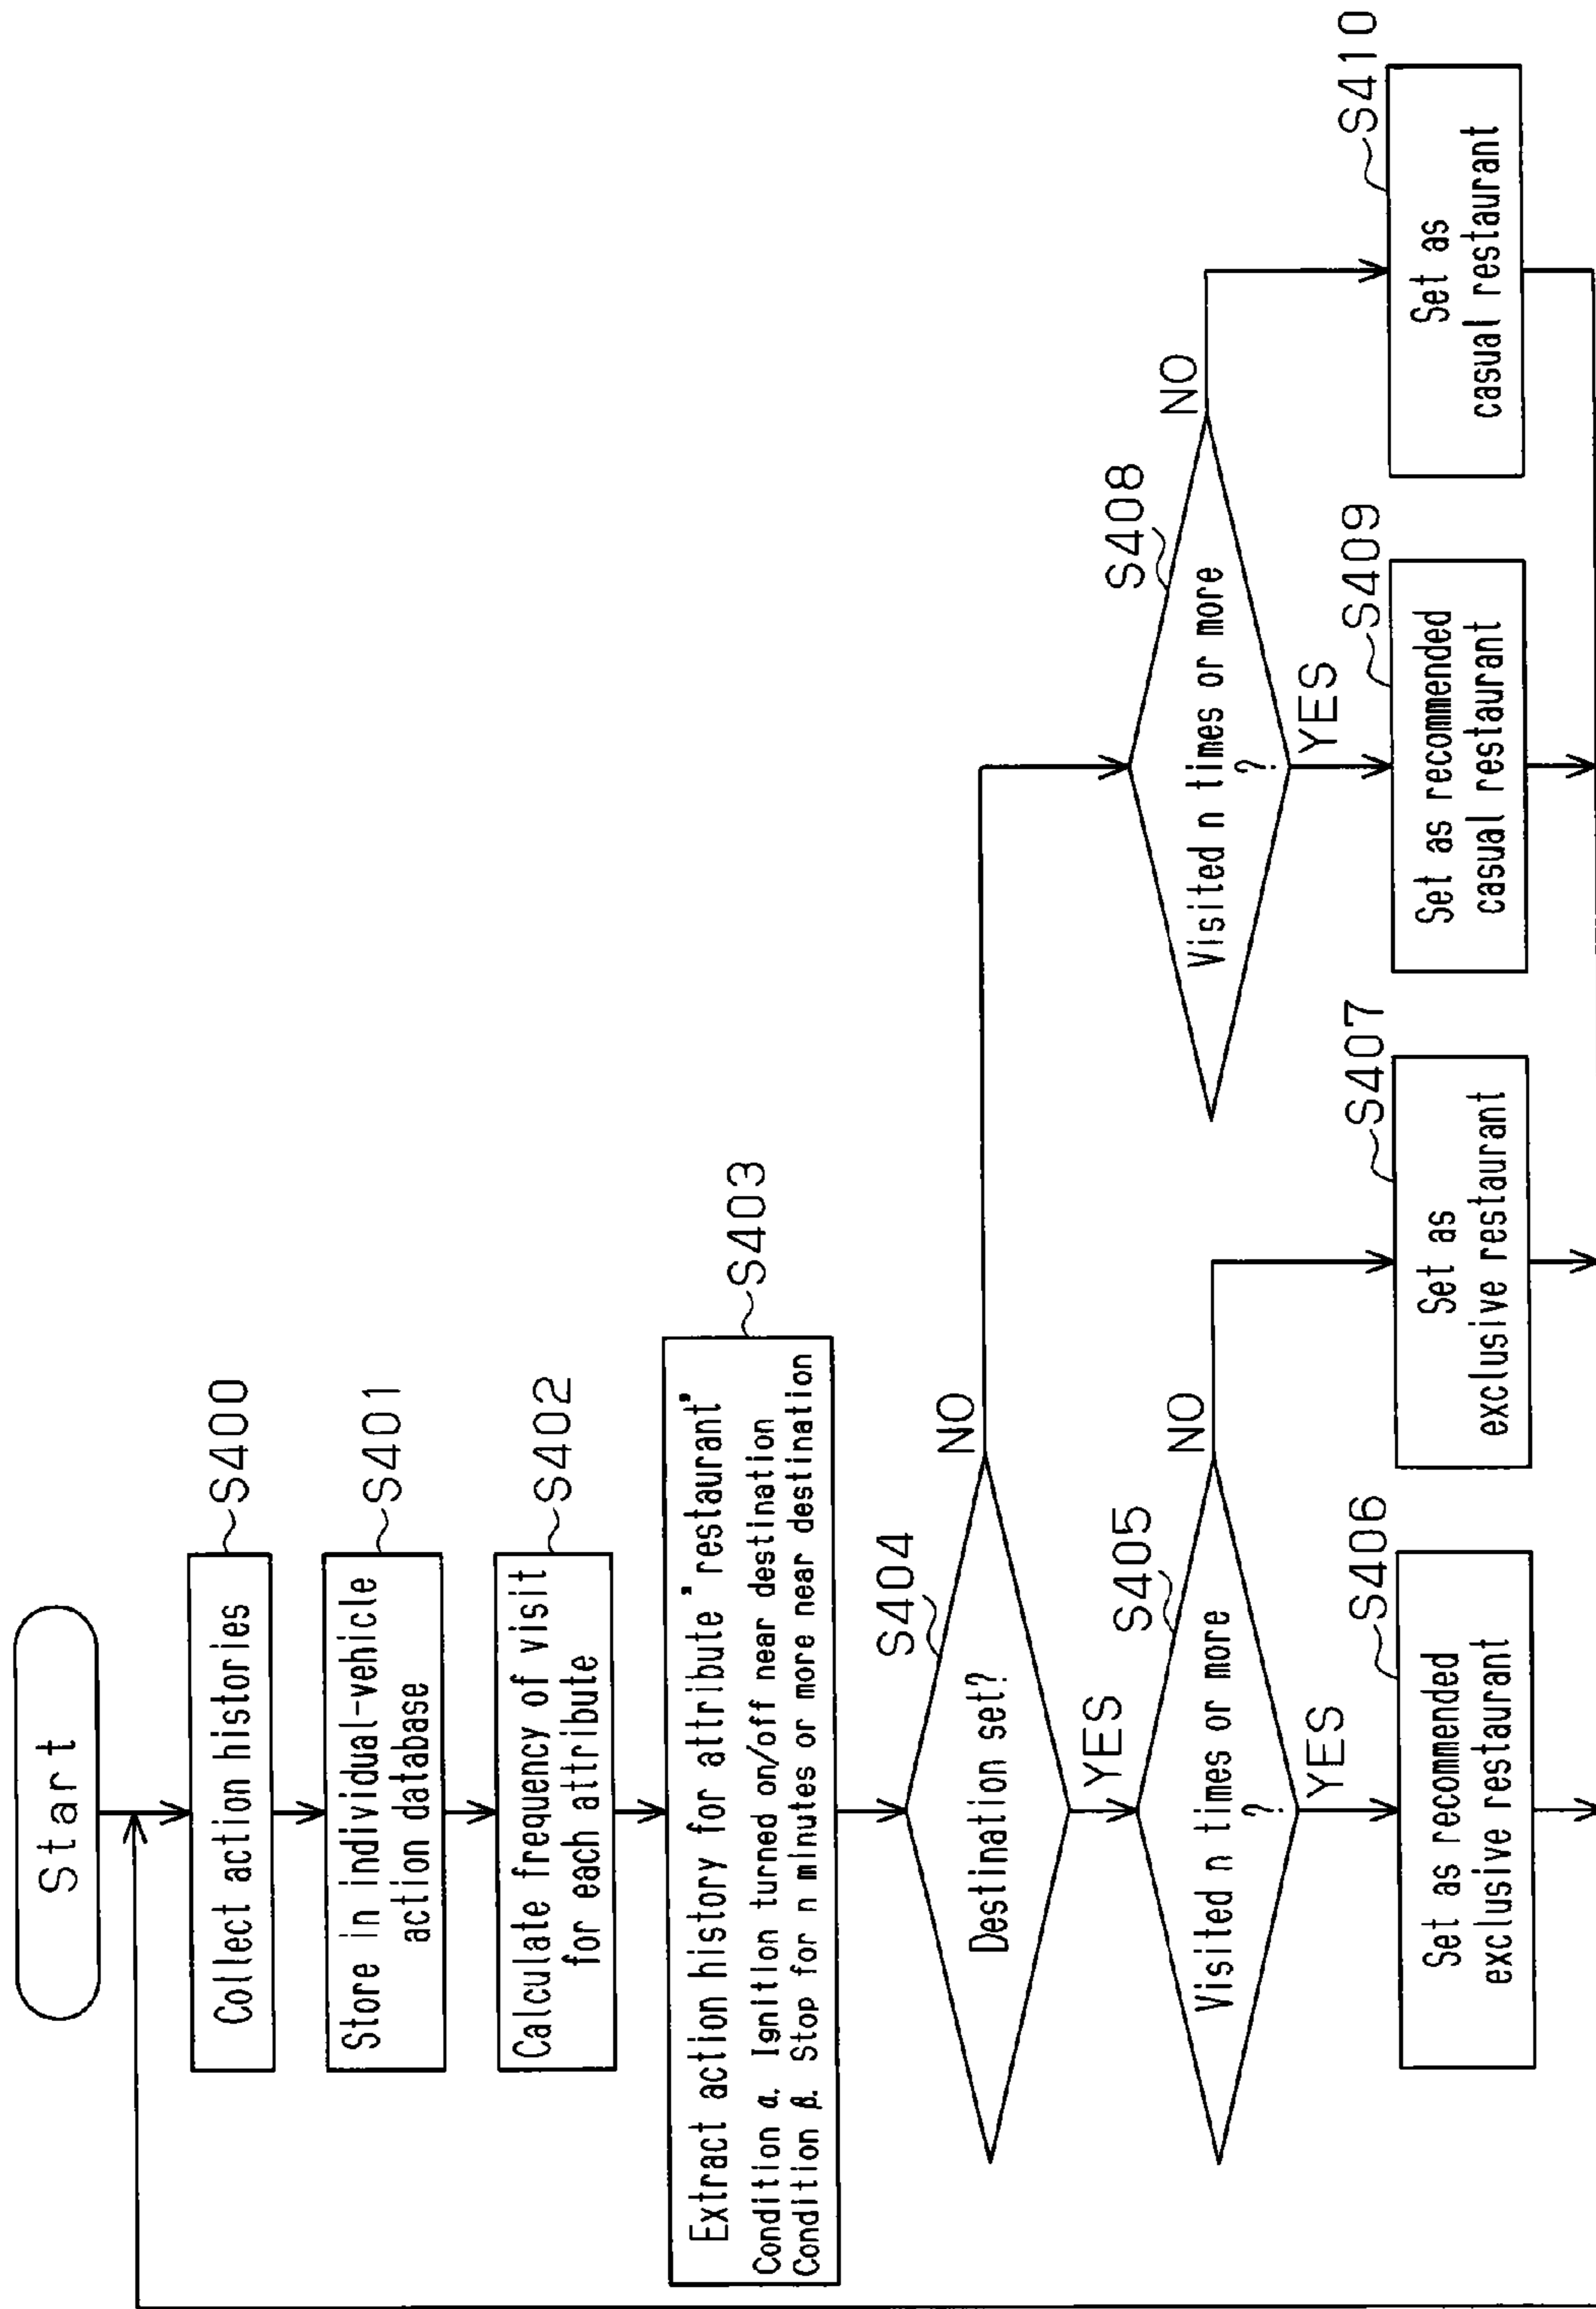 Start
Collect action histories
S400
Store in individual-vehicle
action database
S401
Calculate frequency of visit
for each attribute
S402
Extract action history for attribute "restaurant"
Condition α. Ignition turned on/off near destination
Condition β. Stop for n minutes or more near destination
S403
Destination set?
S404
NO
YES
Visited n times or more
?
S405
NO
YES
Set as recommended
exclusive restaurant
S406
Set as
exclusive restaurant
S407
Visited n times or more
?
S408
NO
YES
Set as recommended
casual restaurant
S409
Set as
casual restaurant
S410